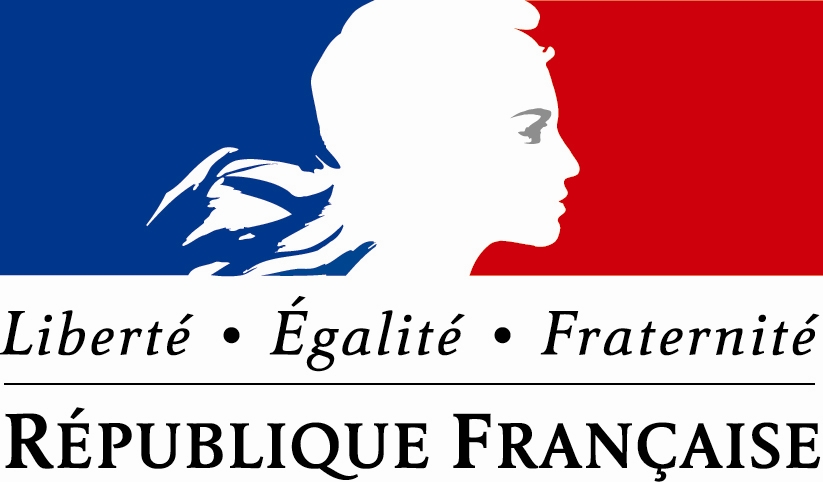 Liberté • Égalité • Fraternité
RÉPUBLIQUE FRANÇAISE